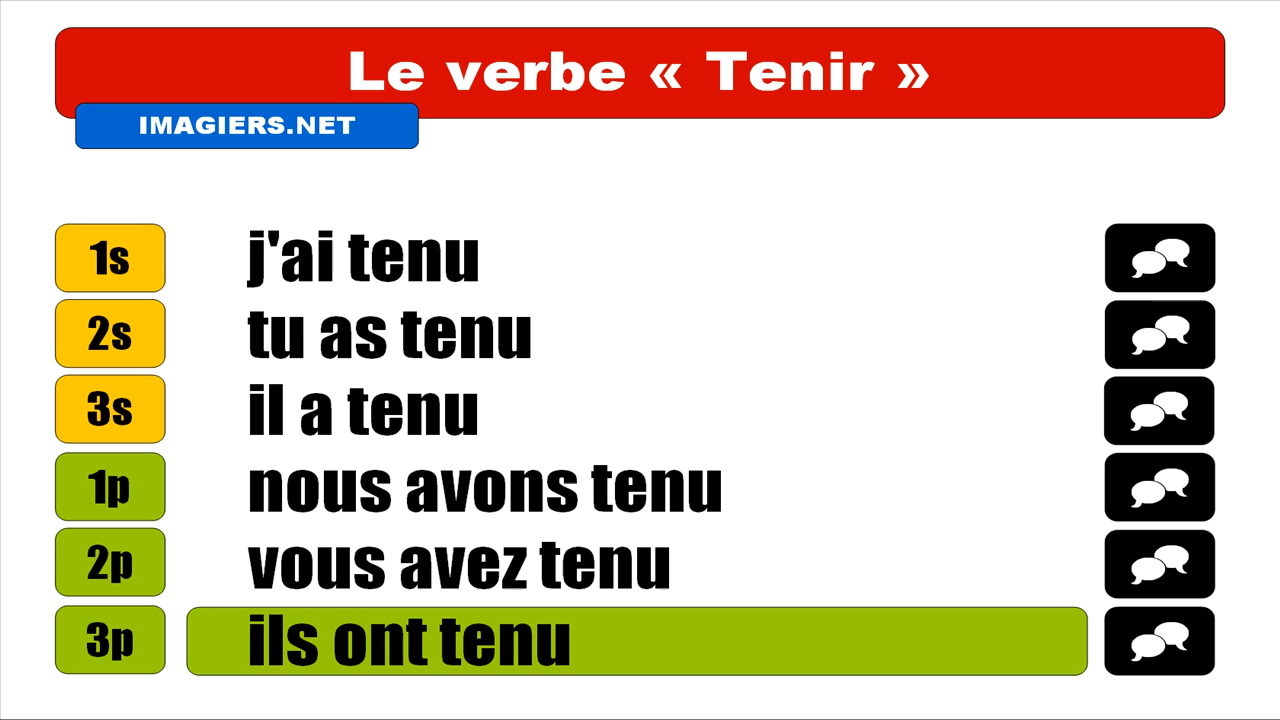 Le verbe « Tenir »
IMAGIERS.NET
1s j'ai tenu
2s tu as tenu
3s il a tenu
1p nous avons tenu
2p vous avez tenu
3p ils ont tenu